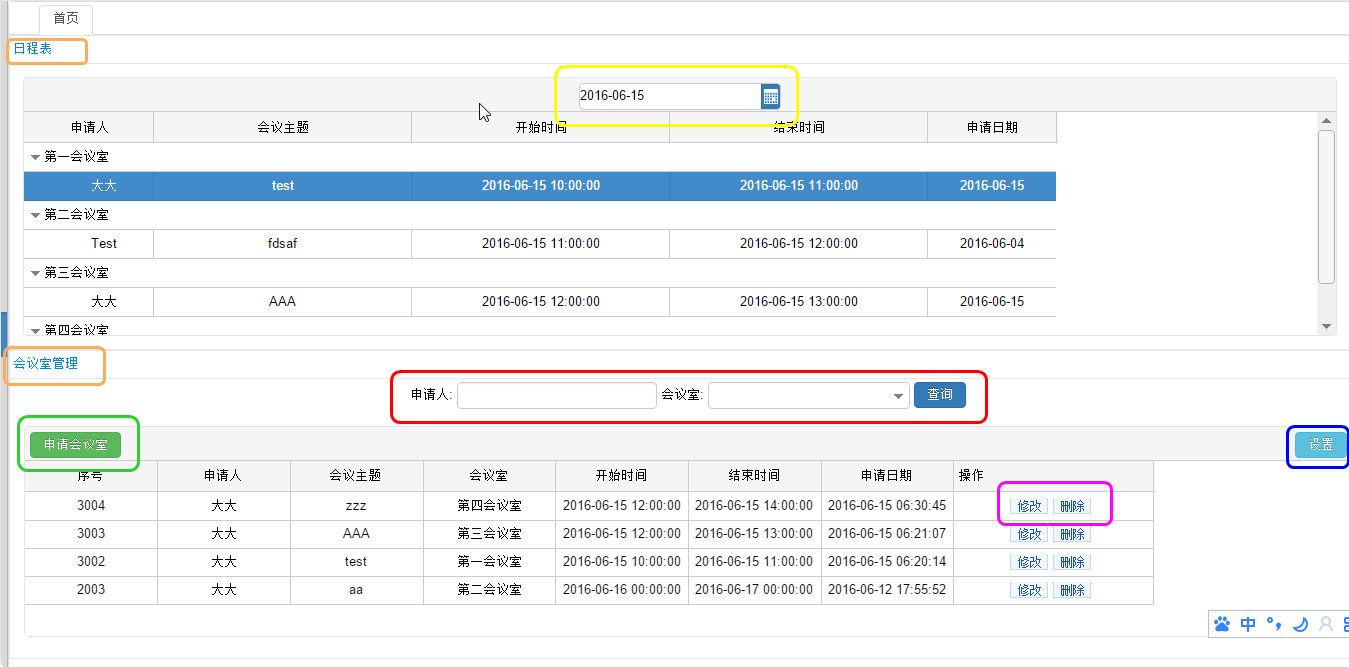 首页
日程表
2016-06-15
申请人 会议主题 开始时间 结束时间 申请日期
第一会议室
大大 test 2016-06-15 10:00:00 2016-06-15 11:00:00 2016-06-15
第二会议室
Test fdsaf 2016-06-15 11:00:00 2016-06-15 12:00:00 2016-06-04
第三会议室
大大 AAA 2016-06-15 12:00:00 2016-06-15 13:00:00 2016-06-15
第四会议室
会议室管理
申请人: 会议室: 查询
申请会议室 设置
序号 申请人 会议主题 会议室 开始时间 结束时间 申请日期 操作
3004 大大 zzz 第四会议室 2016-06-15 12:00:00 2016-06-15 14:00:00 2016-06-15 06:30:45 修改 删除
3003 大大 AAA 第三会议室 2016-06-15 12:00:00 2016-06-15 13:00:00 2016-06-15 06:21:07 修改 删除
3002 大大 test 第一会议室 2016-06-15 10:00:00 2016-06-15 11:00:00 2016-06-15 06:20:14 修改 删除
2003 大大 aa 第二会议室 2016-06-16 00:00:00 2016-06-17 00:00:00 2016-06-12 17:55:52 修改 删除
中